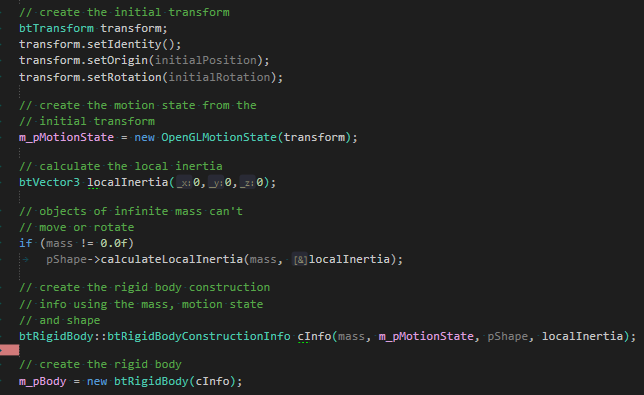 // create the initial transform
btTransform transform;
transform.setIdentity();
transform.setOrigin(initialPosition);
transform.setRotation(initialRotation);
// create the motion state from the
// initial transform
m_pMotionState = new OpenGLMotionState(transform);
// calculate the local inertia
btVector3 localInertia(_x:0,_y:0,_z:0);
// objects of infinite mass can't
// move or rotate
if (mass != 0.0f)
pShape->calculateLocalInertia(mass, [&]localInertia);
// create the rigid body construction
// info using the mass, motion state
// and shape
btRigidBody::btRigidBodyConstructionInfo cInfo(mass, m_pMotionState, pShape, localInertia);
// create the rigid body
m_pBody = new btRigidBody(cInfo);